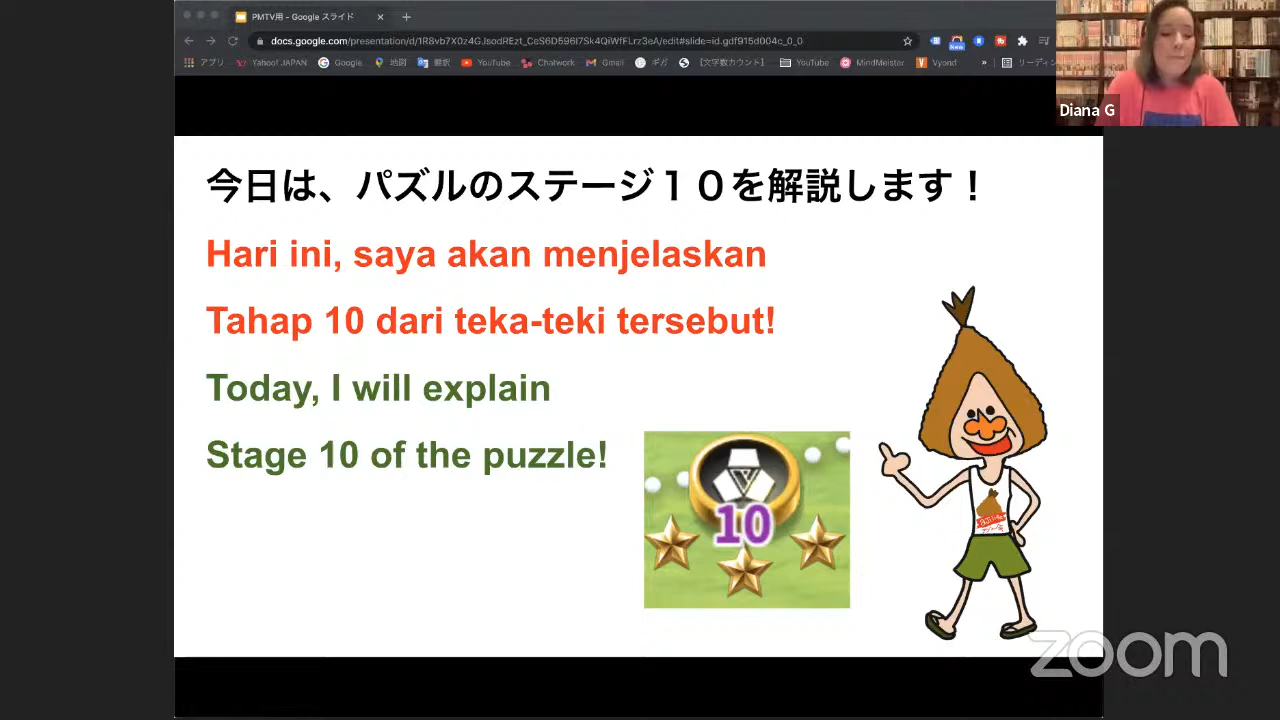 PMTV用 - Google スライド
docs.google.com/presentation/d/1R8vb7X0z4GJsodREzt_CeS6D596I7Sk4QiWfFLrz3eA/edit#slide=id.gdf915d004c_0_0
アプリ Yahoo! JAPAN Google 地図 翻訳 YouTube Chatwork Gmail ギガ 【文字数カウント】 YouTube MindMeister Vyond » リーディン
Diana G
今日は、パズルのステージ１０を解説します！
Hari ini, saya akan menjelaskan
Tahap 10 dari teka-teki tersebut!
Today, I will explain
Stage 10 of the puzzle!
10
zoom